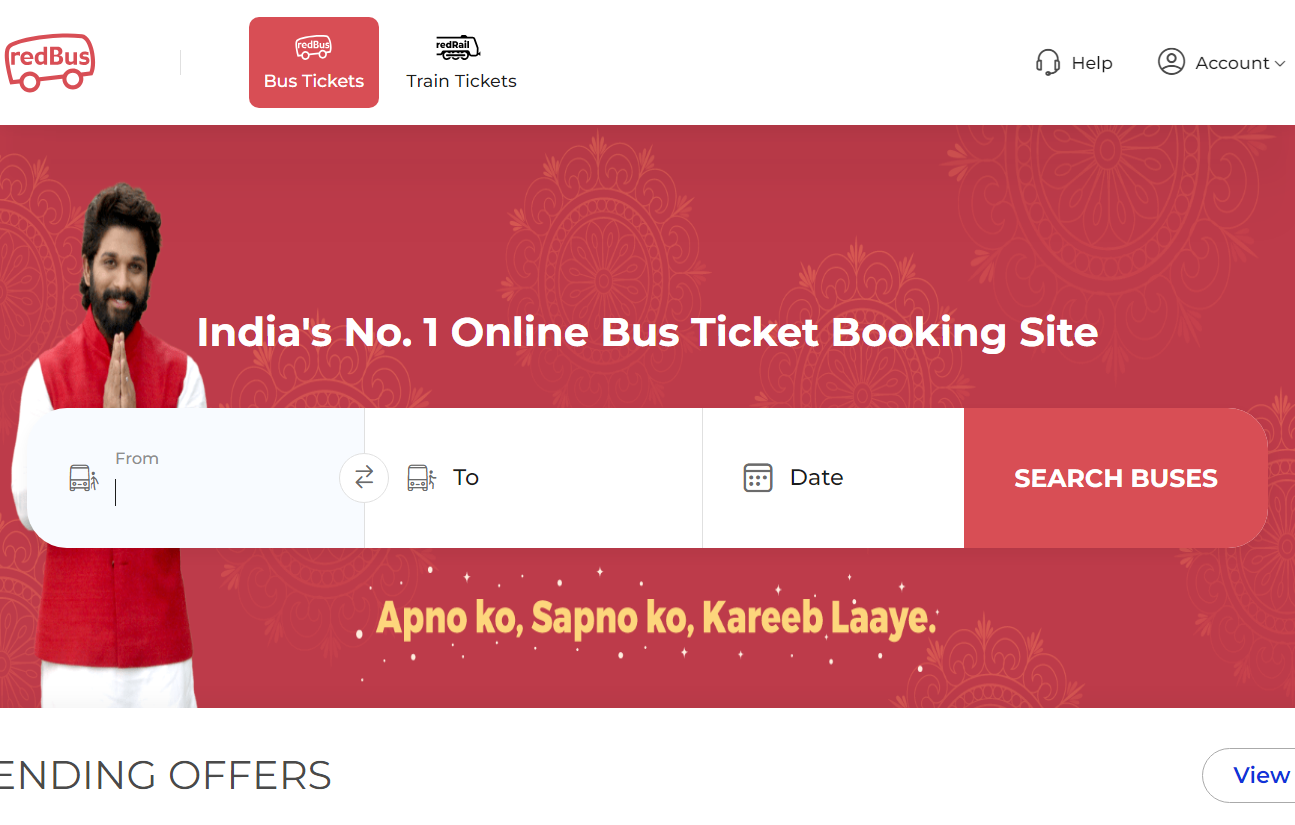 redBus
redBus
Bus Tickets
redRail
Train Tickets
Help
Account
India's No. 1 Online Bus Ticket Booking Site
From
To
Date
SEARCH BUSES
Apno ko, Sapno ko, Kareeb Laaye.
ENDING OFFERS
View